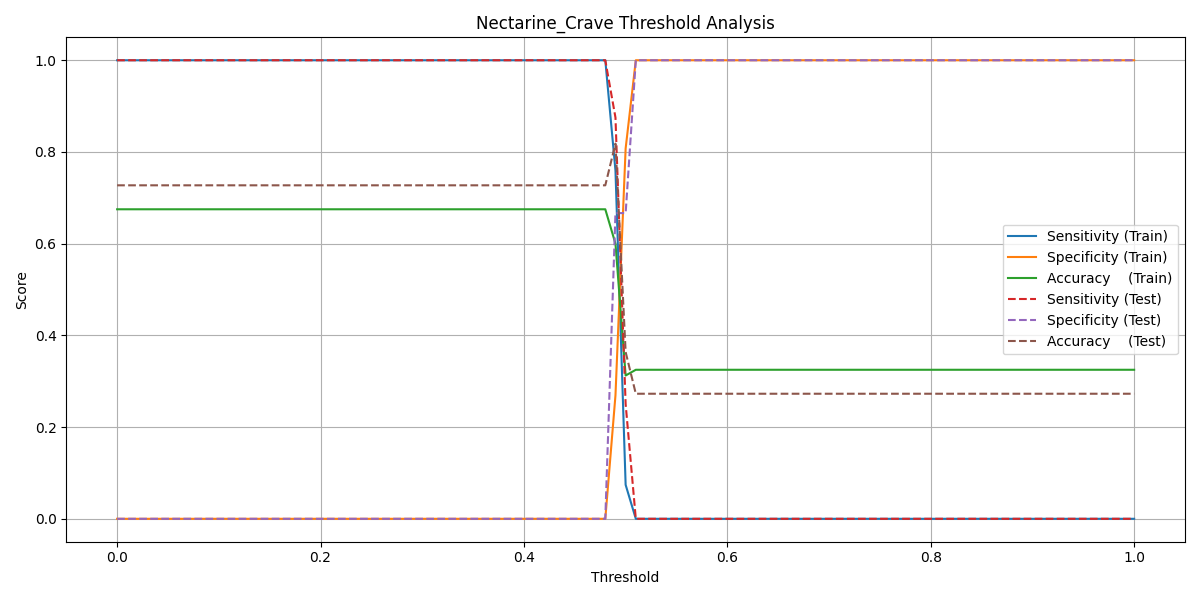 Nectarine_Crave Threshold Analysis
Score
1.0
0.8
0.6
0.4
0.2
0.0
Sensitivity (Train)
Specificity (Train)
Accuracy    (Train)
Sensitivity (Test)
Specificity (Test)
Accuracy    (Test)
0.0 0.2 0.4 0.6 0.8 1.0
Threshold